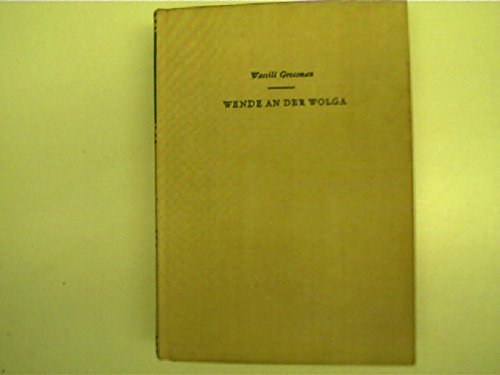 Wassili Grossman
WENDE AN DER WOLGA